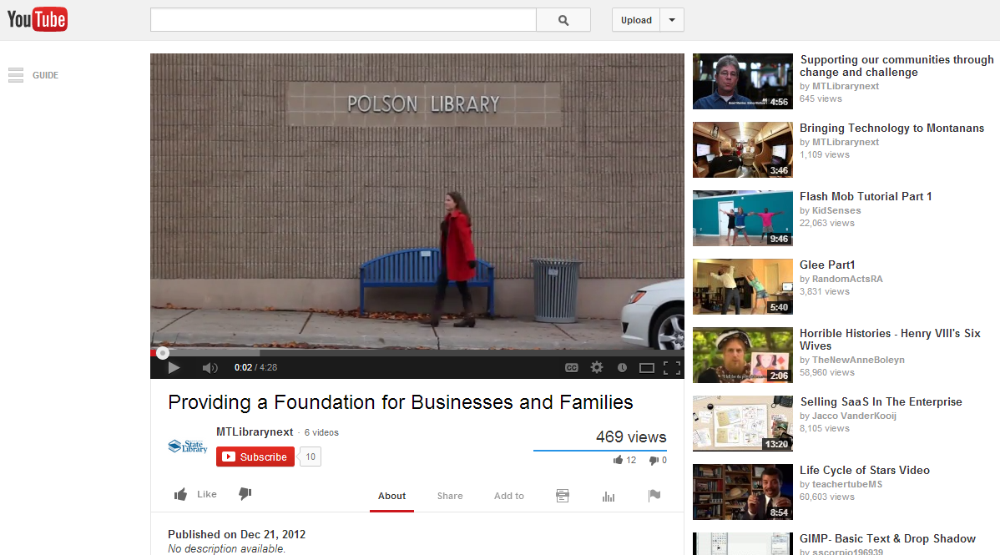 YouTube
Upload
GUIDE
POLSON LIBRARY
0:02 / 4:28
CC
Providing a Foundation for Businesses and Families
State
Library
MTLibrarynext · 6 videos
Subscribe
10
469 views
12
0
Like
About
Share
Add to
Published on Dec 21, 2012
No description available.
4:56
Supporting our communities through
change and challenge
by MTLibrarynext
645 views
3:46
Bringing Technology to Montanans
by MTLibrarynext
1,109 views
9:46
Flash Mob Tutorial Part 1
by KidSenses
22,063 views
5:40
Glee Part1
by RandomActsRA
3,831 views
2:06
Horrible Histories - Henry VIII's Six
Wives
by TheNewAnneBoleyn
58,960 views
13:20
Selling SaaS In The Enterprise
by Jacco VanderKooij
8,105 views
8:54
Life Cycle of Stars Video
by teachertubeMS
60,603 views
GIMP- Basic Text & Drop Shadow
by sscorpio196939